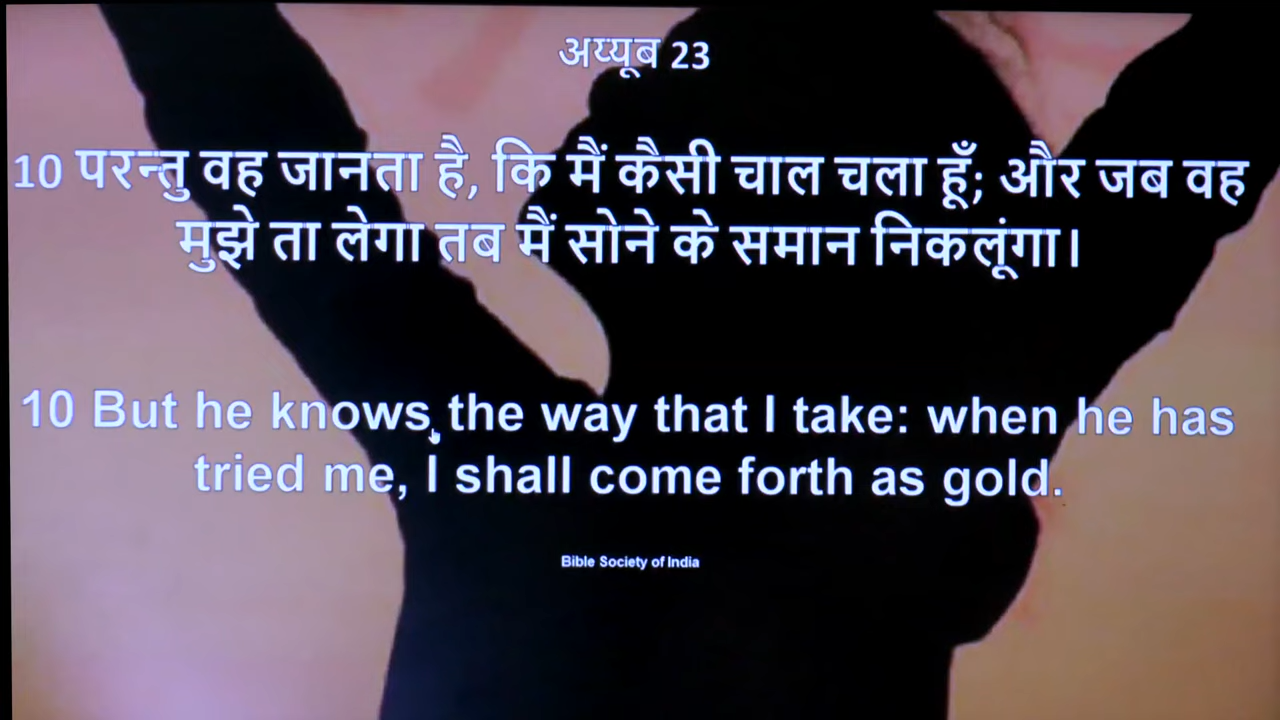 अय्यूब 23
10 परन्तु वह जानता है, कि मैं कैसी चाल चला हूँ; और जब वह
मुझे ता लेगा तब मैं सोने के समान निकलूंगा।
10 But he knows the way that I take: when he has
tried me, I shall come forth as gold.
Bible Society of India